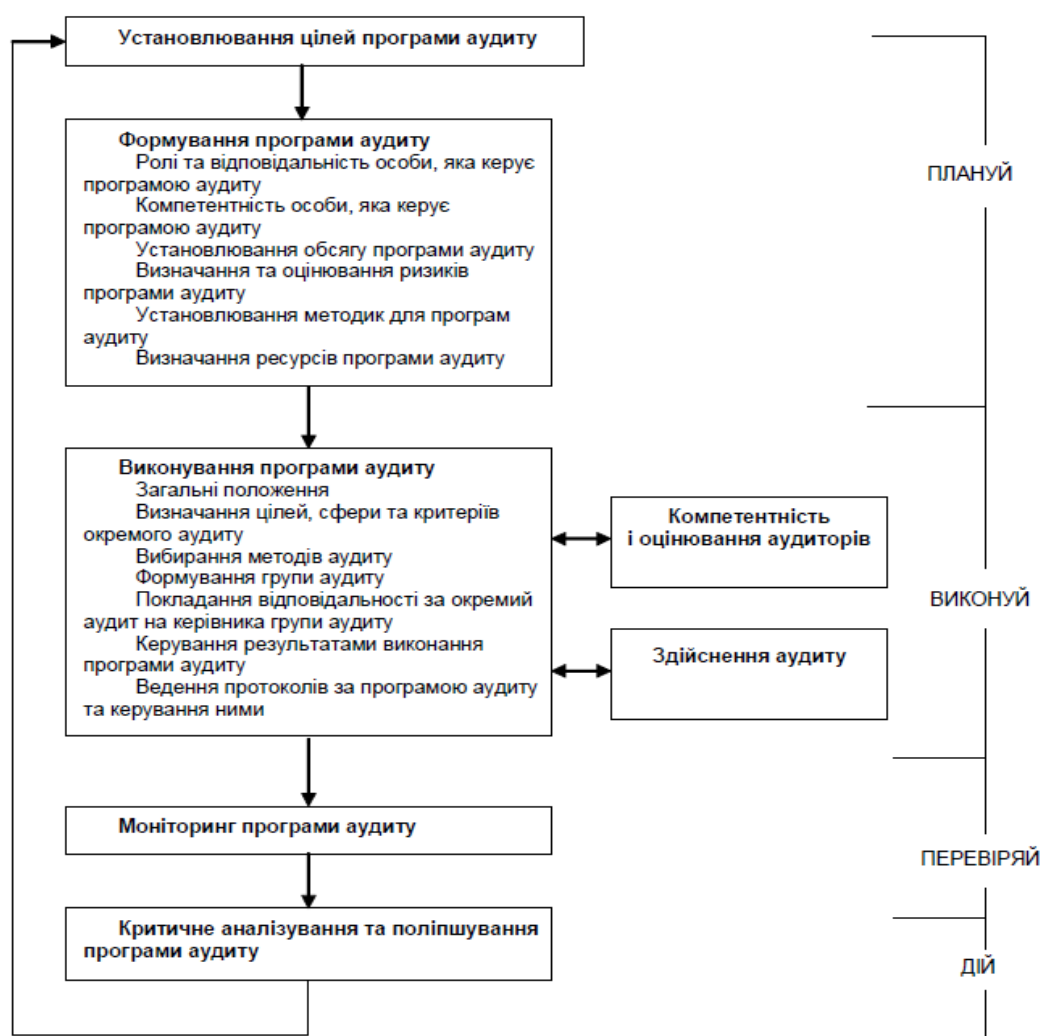 Установлювання цілей програми аудиту
Формування програми аудиту
Ролі та відповідальність особи, яка керує
програмою аудиту
Компетентність особи, яка керує
програмою аудиту
Установлювання обсягу програми аудиту
Визначання та оцінювання ризиків
програми аудиту
Установлювання методик для програм
аудиту
Визначання ресурсів програми аудиту
ПЛАНУЙ
Виконування програми аудиту
Загальні положення
Визначання цілей, сфери та критеріїв
окремого аудиту
Вибирання методів аудиту
Формування групи аудиту
Покладання відповідальності за окремий
аудит на керівника групи аудиту
Керування результатами виконання
програми аудиту
Ведення протоколів за програмою аудиту
та керування ними
Компетентність
і оцінювання аудиторів
Здійснення аудиту
ВИКОНУЙ
Моніторинг програми аудиту
ПЕРЕВІРЯЙ
Критичне аналізування та поліпшування
програми аудиту
ДІЙ